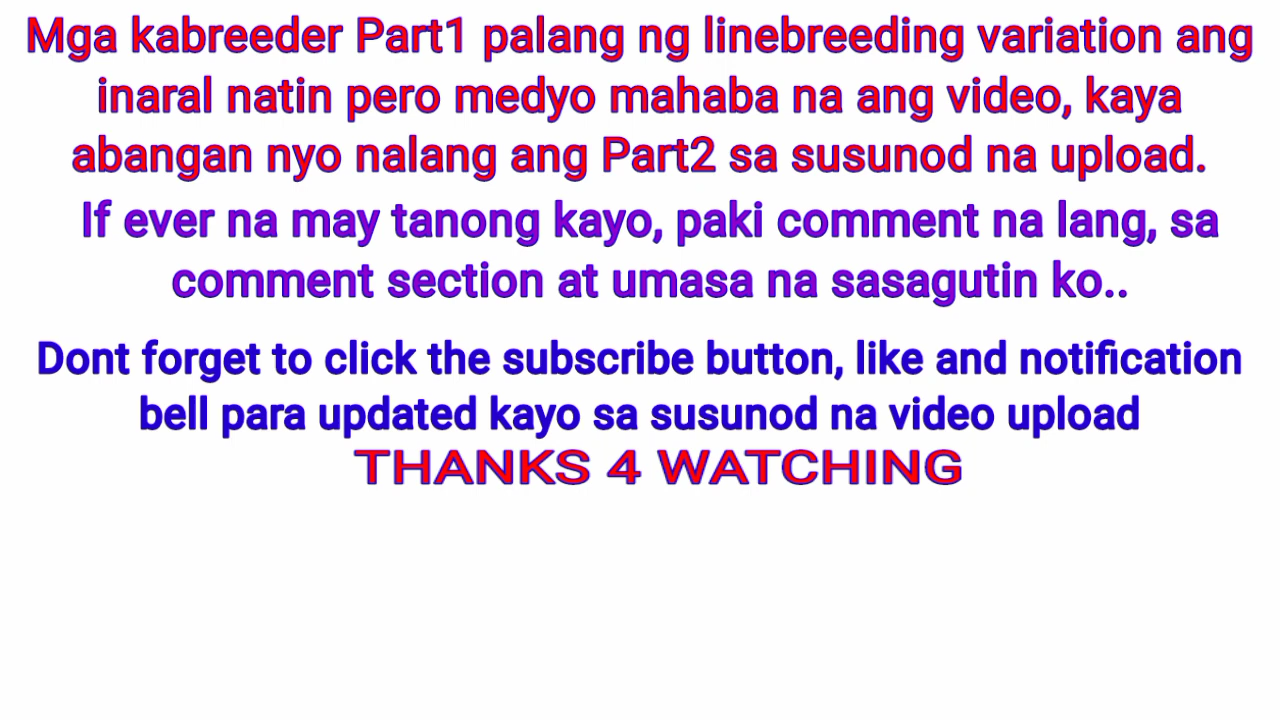 Mga kabreeder Part1 palang ng linebreeding variation ang
inaral natin pero medyo mahaba na ang video, kaya
abangan nyo nalang ang Part2 sa susunod na upload.
If ever na may tanong kayo, paki comment na lang, sa
comment section at umasa na sasagutin ko..
Dont forget to click the subscribe button, like and notification
bell para updated kayo sa susunod na video upload
THANKS 4 WATCHING